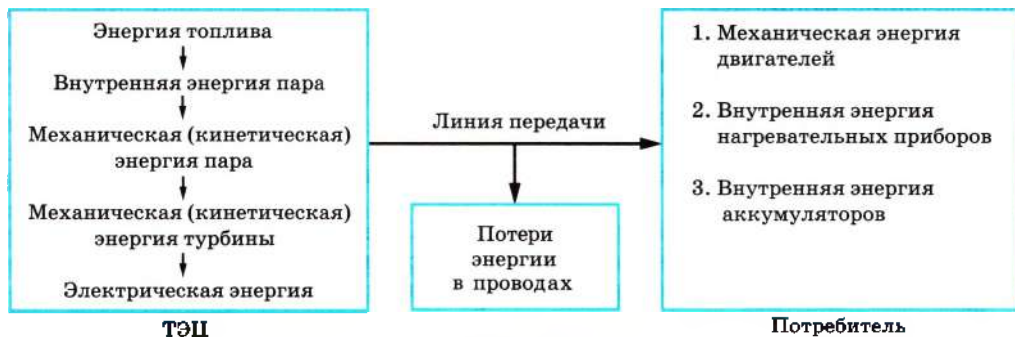 Энергия топлива
Внутренняя энергия пара
Механическая (кинетическая)
энергия пара
Механическая (кинетическая)
энергия турбины
Электрическая энергия
ТЭЦ
Линия передачи
Потери
энергии
в проводах
1. Механическая энергия
двигателей
2. Внутренняя энергия
нагревательных приборов
3. Внутренняя энергия
аккумуляторов
Потребитель